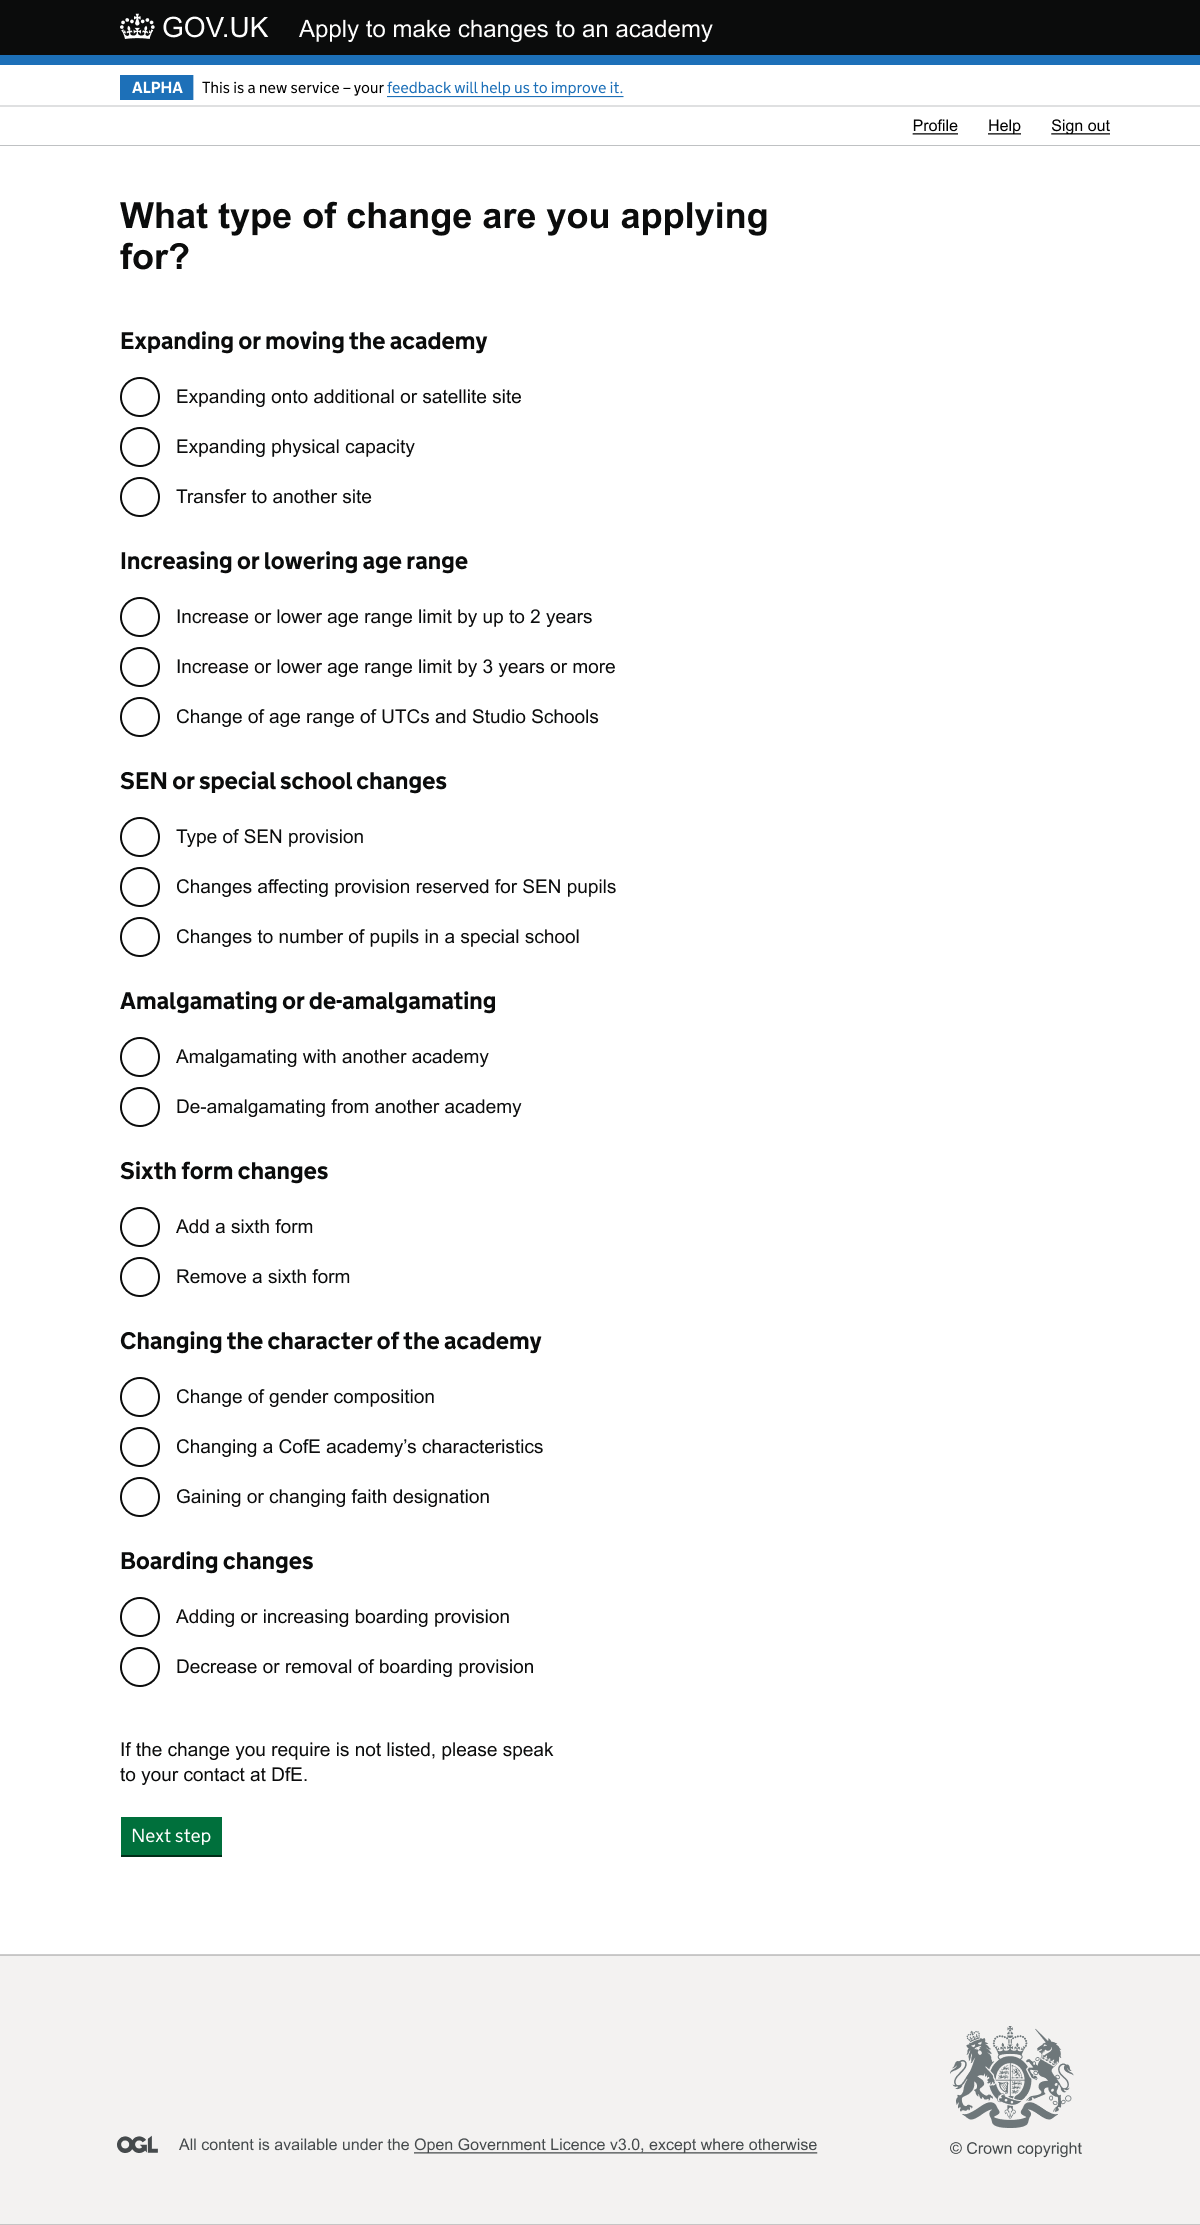 GOV.UK Apply to make changes to an academy
ALPHA This is a new service – your feedback will help us to improve it.
Profile Help Sign out
What type of change are you applying
for?
Expanding or moving the academy
Expanding onto additional or satellite site
Expanding physical capacity
Transfer to another site
Increasing or lowering age range
Increase or lower age range limit by up to 2 years
Increase or lower age range limit by 3 years or more
Change of age range of UTCs and Studio Schools
SEN or special school changes
Type of SEN provision
Changes affecting provision reserved for SEN pupils
Changes to number of pupils in a special school
Amalgamating or de-amalgamating
Amalgamating with another academy
De-amalgamating from another academy
Sixth form changes
Add a sixth form
Remove a sixth form
Changing the character of the academy
Change of gender composition
Changing a CofE academy’s characteristics
Gaining or changing faith designation
Boarding changes
Adding or increasing boarding provision
Decrease or removal of boarding provision
If the change you require is not listed, please speak
to your contact at DfE.
Next step
OGL All content is available under the Open Government Licence v3.0, except where otherwise
© Crown copyright